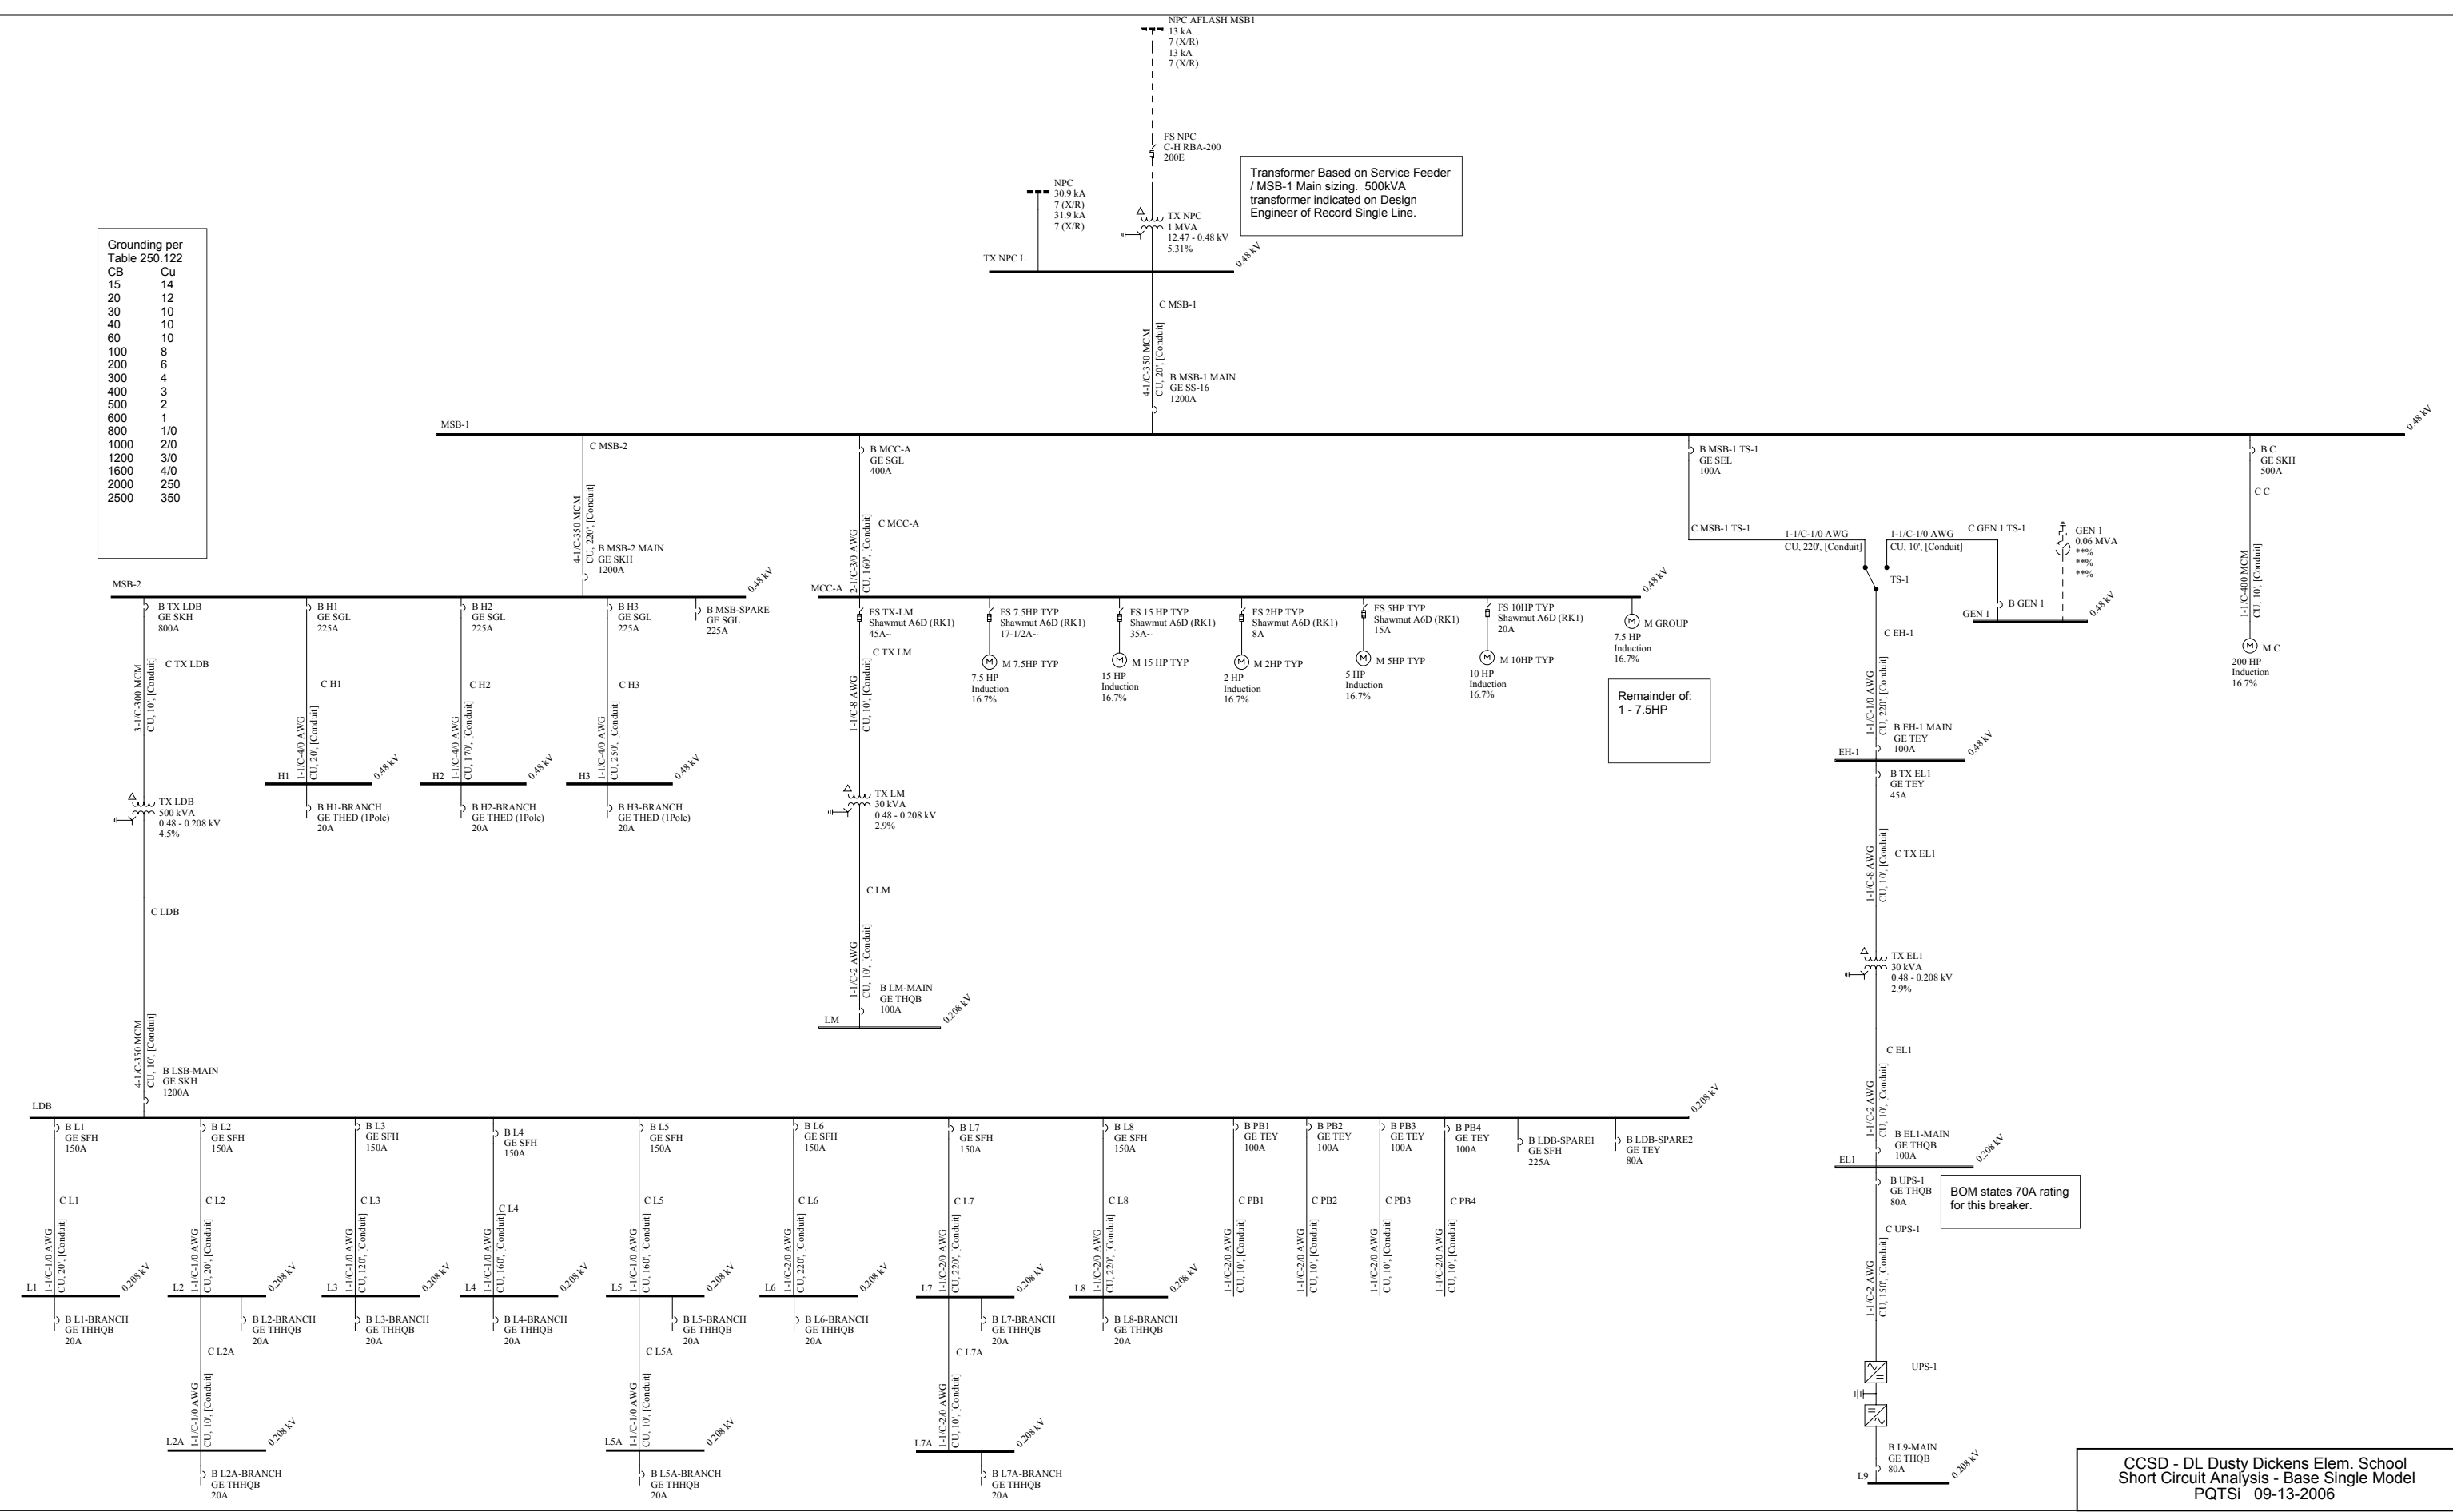 NPC AFLASH MSB1
13 kA
7 (X/R)
13 kA
7 (X/R)
FS NPC
C-H RBA-200
200E
Transformer Based on Service Feeder
/ MSB-1 Main sizing. 500kVA
transformer indicated on Design
Engineer of Record Single Line.
NPC
30.9 kA
7 (X/R)
31.9 kA
7 (X/R)
TX NPC
1 MVA
12.47 - 0.48 kV
5.31%
TX NPC L
0.48 kV
Grounding per
Table 250.122
CB Cu
15 14
20 12
30 10
40 10
60 10
100 8
200 6
300 4
400 3
500 2
600 1
800 1/0
1000 2/0
1200 3/0
1600 4/0
2000 250
2500 350
C MSB-1
4-1/C-350 MCM
CU, 20', [Conduit]
B MSB-1 MAIN
GE SS-16
1200A
MSB-1
0.48 kV
C MSB-2
4-1/C-350 MCM
CU, 220', [Conduit]
B MSB-2 MAIN
GE SKH
1200A
B MCC-A
GE SGL
400A
C MCC-A
2-1/C-3/0 AWG
CU, 160', [Conduit]
B MSB-1 TS-1
GE SEL
100A
C MSB-1 TS-1
1-1/C-1/0 AWG
CU, 220', [Conduit]
1-1/C-1/0 AWG
CU, 10', [Conduit]
C GEN 1 TS-1
GEN 1
0.06 MVA
**%
**%
**%
TS-1
B GEN 1
GEN 1
0.48 kV
B C
GE SKH
500A
C C
1-1/C-400 MCM
CU, 10', [Conduit]
M C
200 HP
Induction
16.7%
MSB-2
0.48 kV
B TX LDB
GE SKH
800A
C TX LDB
3-1/C-300 MCM
CU, 10', [Conduit]
B H1
GE SGL
225A
C H1
1-1/C-4/0 AWG
CU, 20', [Conduit]
B H2
GE SGL
225A
C H2
1-1/C-4/0 AWG
CU, 170', [Conduit]
B H3
GE SGL
225A
C H3
1-1/C-4/0 AWG
CU, 250', [Conduit]
B MSB-SPARE
GE SGL
225A
MCC-A
0.48 kV
FS TX-LM
Shawmut A6D (RK1)
45A~
C TX LM
1-1/C-8 AWG
CU, 10', [Conduit]
FS 7.5HP TYP
Shawmut A6D (RK1)
17-1/2A~
M 7.5HP TYP
7.5 HP
Induction
16.7%
FS 15 HP TYP
Shawmut A6D (RK1)
35A~
M 15 HP TYP
15 HP
Induction
16.7%
FS 2HP TYP
Shawmut A6D (RK1)
8A
M 2HP TYP
2 HP
Induction
16.7%
FS 5HP TYP
Shawmut A6D (RK1)
15A
M 5HP TYP
5 HP
Induction
16.7%
FS 10HP TYP
Shawmut A6D (RK1)
20A
M 10HP TYP
10 HP
Induction
16.7%
M GROUP
7.5 HP
Induction
16.7%
Remainder of:
1 - 7.5HP
C EH-1
1-1/C-1/0 AWG
CU, 220', [Conduit]
B EH-1 MAIN
GE TEY
100A
EH-1
0.48 kV
B TX EL1
GE TEY
45A
H1
0.48 kV
H2
0.48 kV
H3
0.48 kV
B H1-BRANCH
GE THED (1Pole)
20A
B H2-BRANCH
GE THED (1Pole)
20A
B H3-BRANCH
GE THED (1Pole)
20A
TX LDB
500 kVA
0.48 - 0.208 kV
4.5%
TX LM
30 kVA
0.48 - 0.208 kV
2.9%
C TX EL1
1-1/C-8 AWG
CU, 10', [Conduit]
C LDB
C LM
1-1/C-2 AWG
CU, 10', [Conduit]
B LM-MAIN
GE THQB
100A
LM
0.208 kV
TX EL1
30 kVA
0.48 - 0.208 kV
2.9%
4-1/C-350 MCM
CU, 10', [Conduit]
B LSB-MAIN
GE SKH
1200A
C EL1
1-1/C-2 AWG
CU, 10', [Conduit]
B EL1-MAIN
GE THQB
100A
LDB
0.208 kV
B L1
GE SFH
150A
B L2
GE SFH
150A
B L3
GE SFH
150A
B L4
GE SFH
150A
B L5
GE SFH
150A
B L6
GE SFH
150A
B L7
GE SFH
150A
B L8
GE SFH
150A
B PB1
GE TEY
100A
B PB2
GE TEY
100A
B PB3
GE TEY
100A
B PB4
GE TEY
100A
B LDB-SPARE1
GE SFH
225A
B LDB-SPARE2
GE TEY
80A
EL1
0.208 kV
B UPS-1
GE THQB
80A
BOM states 70A rating
for this breaker.
C L1
1-1/C-1/0 AWG
CU, 20', [Conduit]
C L2
1-1/C-1/0 AWG
CU, 20', [Conduit]
C L3
1-1/C-1/0 AWG
CU, 120', [Conduit]
C L4
1-1/C-1/0 AWG
CU, 160', [Conduit]
C L5
1-1/C-1/0 AWG
CU, 160', [Conduit]
C L6
1-1/C-2/0 AWG
CU, 220', [Conduit]
C L7
1-1/C-2/0 AWG
CU, 220', [Conduit]
C L8
1-1/C-2/0 AWG
CU, 220', [Conduit]
C PB1
1-1/C-2/0 AWG
CU, 10', [Conduit]
C PB2
1-1/C-2/0 AWG
CU, 10', [Conduit]
C PB3
1-1/C-2/0 AWG
CU, 10', [Conduit]
C PB4
1-1/C-2/0 AWG
CU, 10', [Conduit]
C UPS-1
1-1/C-2 AWG
CU, 150', [Conduit]
L1
0.208 kV
L2
0.208 kV
L3
0.208 kV
L4
0.208 kV
L5
0.208 kV
L6
0.208 kV
L7
0.208 kV
L8
0.208 kV
B L1-BRANCH
GE THHQB
20A
B L2-BRANCH
GE THHQB
20A
B L3-BRANCH
GE THHQB
20A
B L4-BRANCH
GE THHQB
20A
B L5-BRANCH
GE THHQB
20A
B L6-BRANCH
GE THHQB
20A
B L7-BRANCH
GE THHQB
20A
B L8-BRANCH
GE THHQB
20A
C L2A
1-1/C-1/0 AWG
CU, 10', [Conduit]
C L5A
1-1/C-1/0 AWG
CU, 10', [Conduit]
C L7A
1-1/C-2/0 AWG
CU, 10', [Conduit]
UPS-1
L2A
0.208 kV
L5A
0.208 kV
L7A
0.208 kV
B L2A-BRANCH
GE THHQB
20A
B L5A-BRANCH
GE THHQB
20A
B L7A-BRANCH
GE THHQB
20A
B L9-MAIN
GE THQB
80A
L9
0.208 kV
CCSD - DL Dusty Dickens Elem. School
Short Circuit Analysis - Base Single Model
PQTSi 09-13-2006